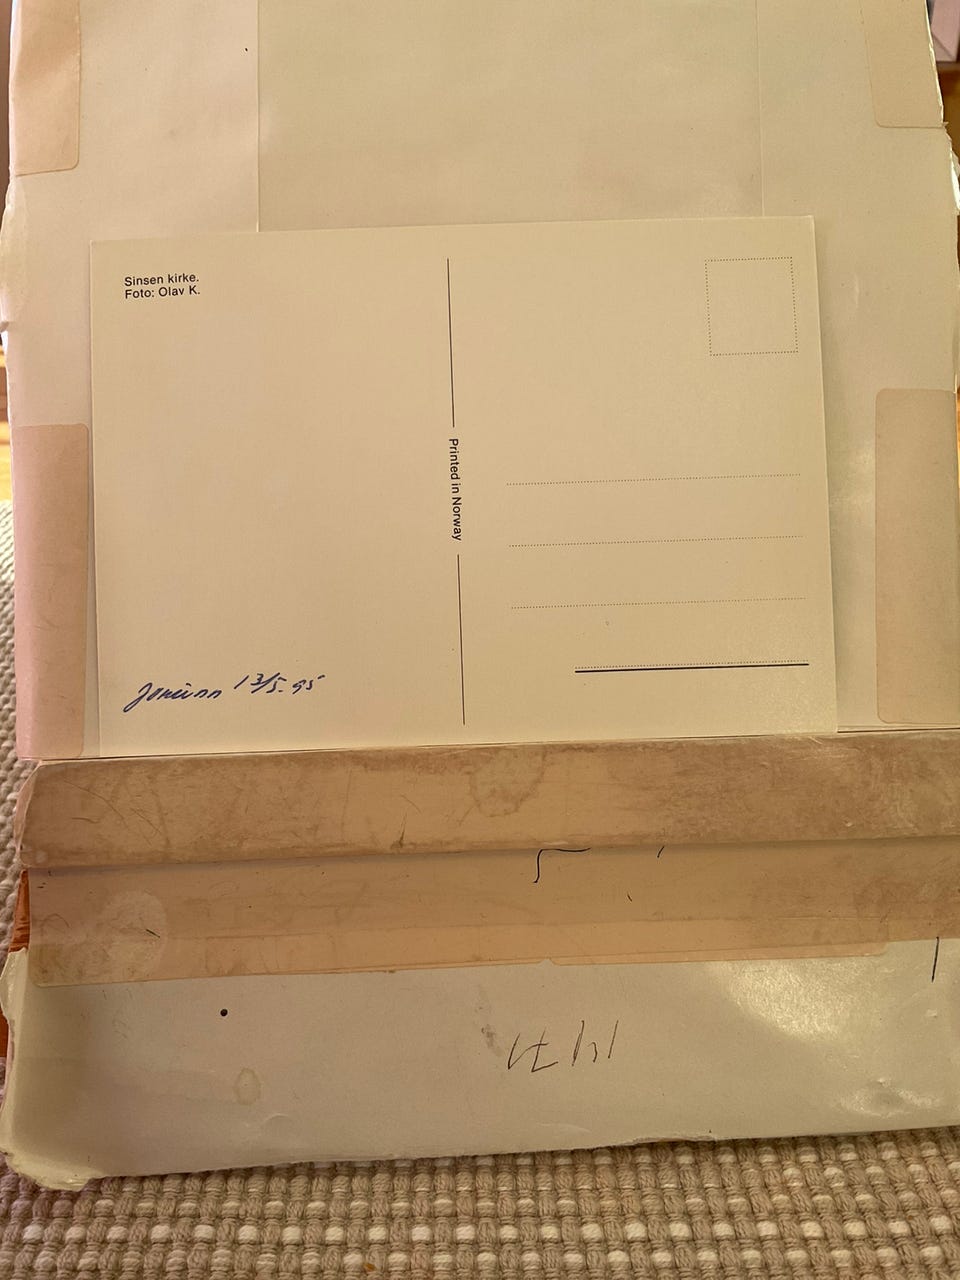 Sinsen kirke.
Foto: Olav K.
Printed in Norway
13/5-95